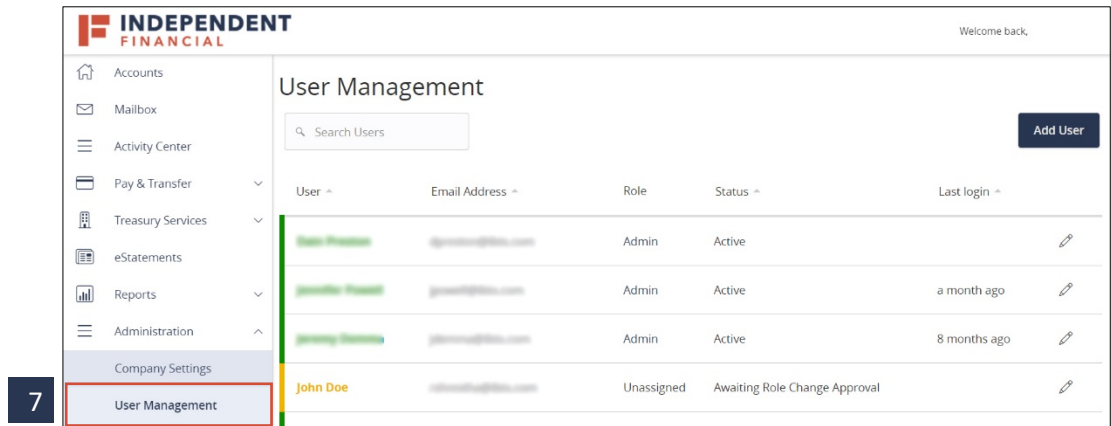 INDEPENDENT
FINANCIAL
Welcome back,
Accounts
Mailbox
Activity Center
Pay & Transfer
Treasury Services
eStatements
Reports
Administration
Company Settings
7
User Management
User Management
Search Users
Add User
User Email Address Role Status Last login
Admin Active
Admin Active a month ago
Admin Active 8 months ago
John Doe Unassigned Awaiting Role Change Approval